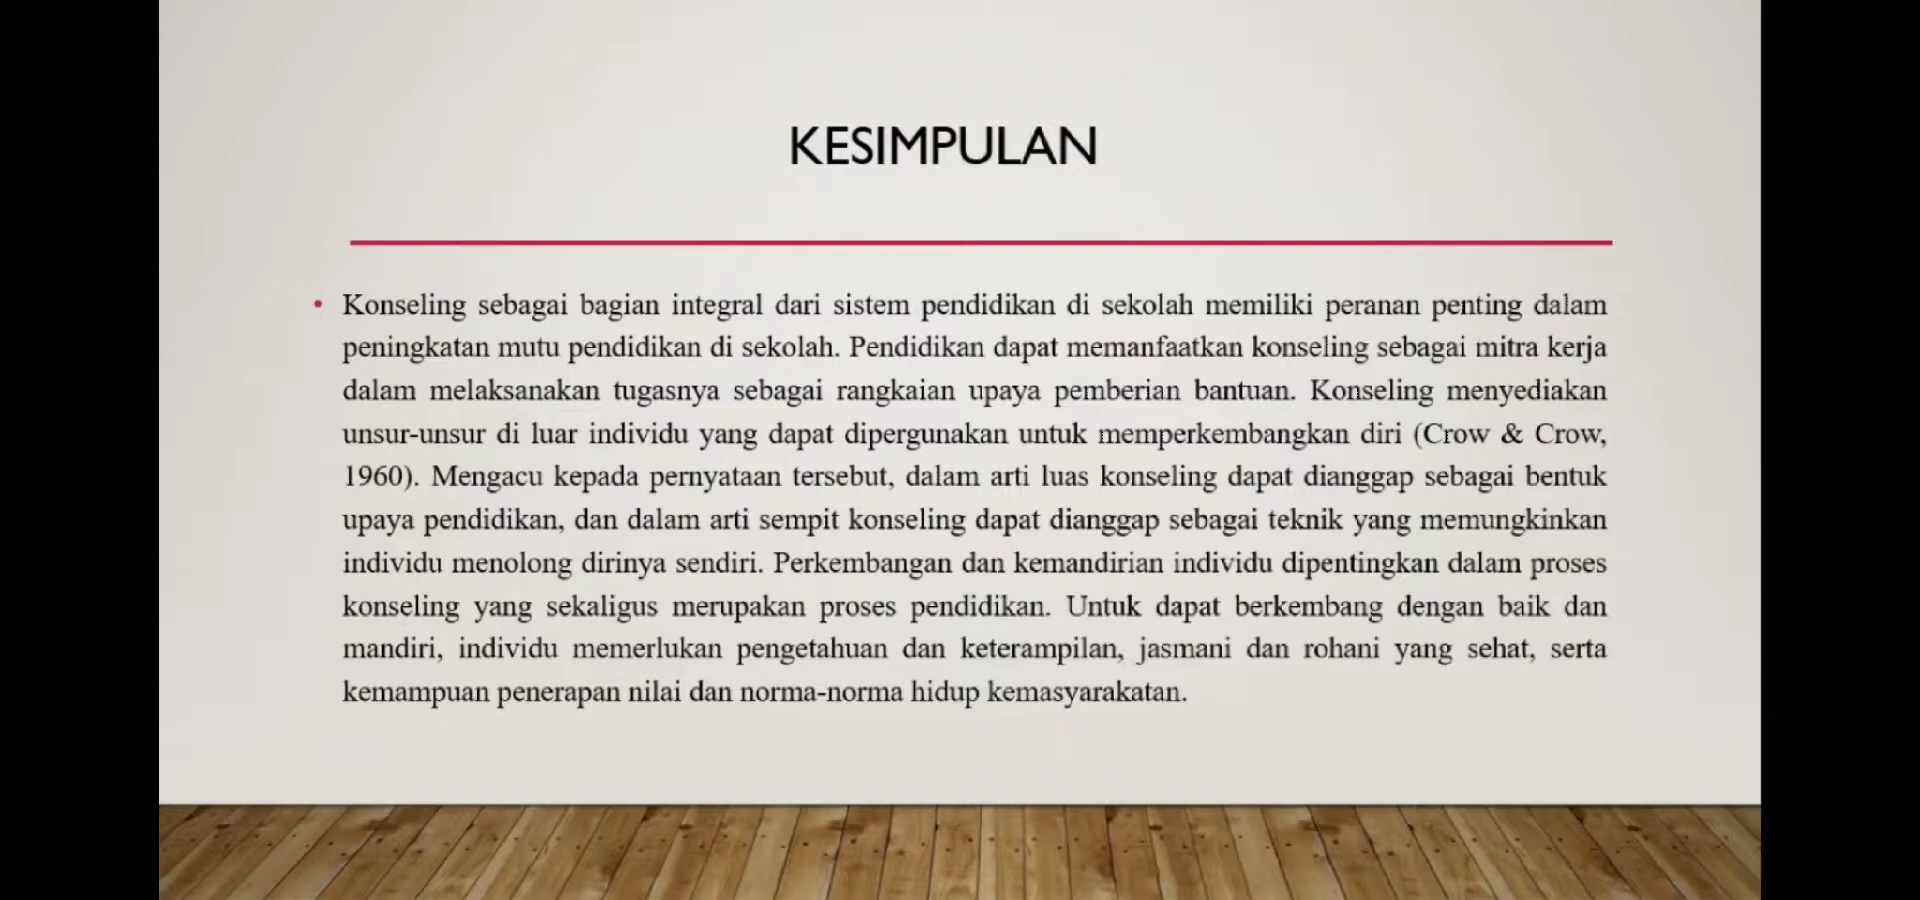 KESIMPULAN
• Konseling sebagai bagian integral dari sistem pendidikan di sekolah memiliki peranan penting dalam
peningkatan mutu pendidikan di sekolah. Pendidikan dapat memanfaatkan konseling sebagai mitra kerja
dalam melaksanakan tugasnya sebagai rangkaian upaya pemberian bantuan. Konseling menyediakan
unsur-unsur di luar individu yang dapat dipergunakan untuk memperkembangkan diri (Crow & Crow,
1960). Mengacu kepada pernyataan tersebut, dalam arti luas konseling dapat dianggap sebagai bentuk
upaya pendidikan, dan dalam arti sempit konseling dapat dianggap sebagai teknik yang memungkinkan
individu menolong dirinya sendiri. Perkembangan dan kemandirian individu dipentingkan dalam proses
konseling yang sekaligus merupakan proses pendidikan. Untuk dapat berkembang dengan baik dan
mandiri, individu memerlukan pengetahuan dan keterampilan, jasmani dan rohani yang sehat, serta
kemampuan penerapan nilai dan norma-norma hidup kemasyarakatan.